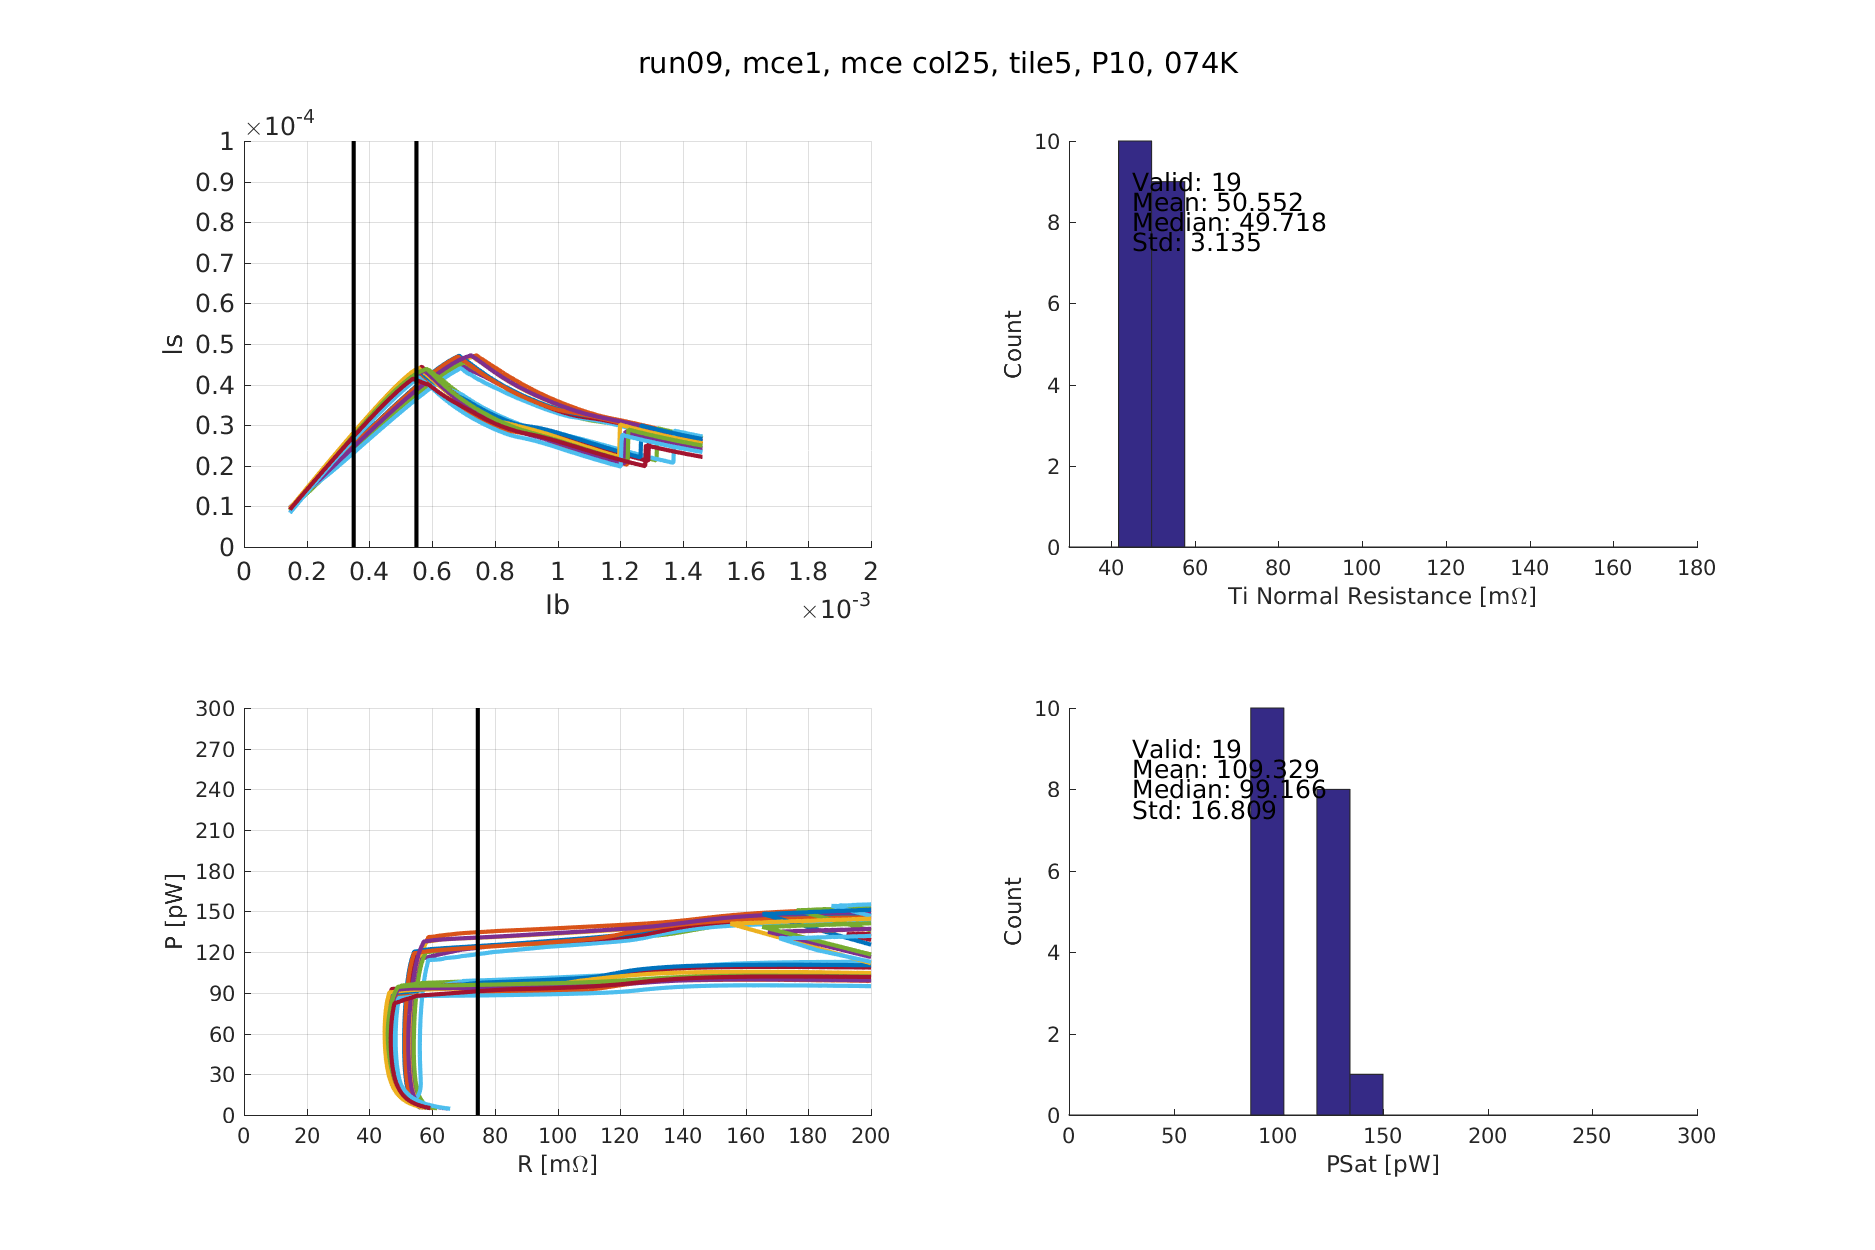 run09, mce1, mce col25, tile5, P10, 074K
×10-4
1
0.9
0.8
0.7
0.6
0.5
0.4
0.3
0.2
0.1
0
Is
0 0.2 0.4 0.6 0.8 1 1.2 1.4 1.6 1.8 2
Ib
×10-3
10
8
6
4
2
0
Count
Valid: 19
Mean: 50.552
Median: 49.718
Std: 3.135
40 60 80 100 120 140 160 180
Ti Normal Resistance [mΩ]
300
270
240
210
180
150
120
90
60
30
0
P [pW]
0 20 40 60 80 100 120 140 160 180 200
R [mΩ]
10
8
6
4
2
0
Count
Valid: 19
Mean: 109.329
Median: 99.166
Std: 16.809
0 50 100 150 200 250 300
PSat [pW]